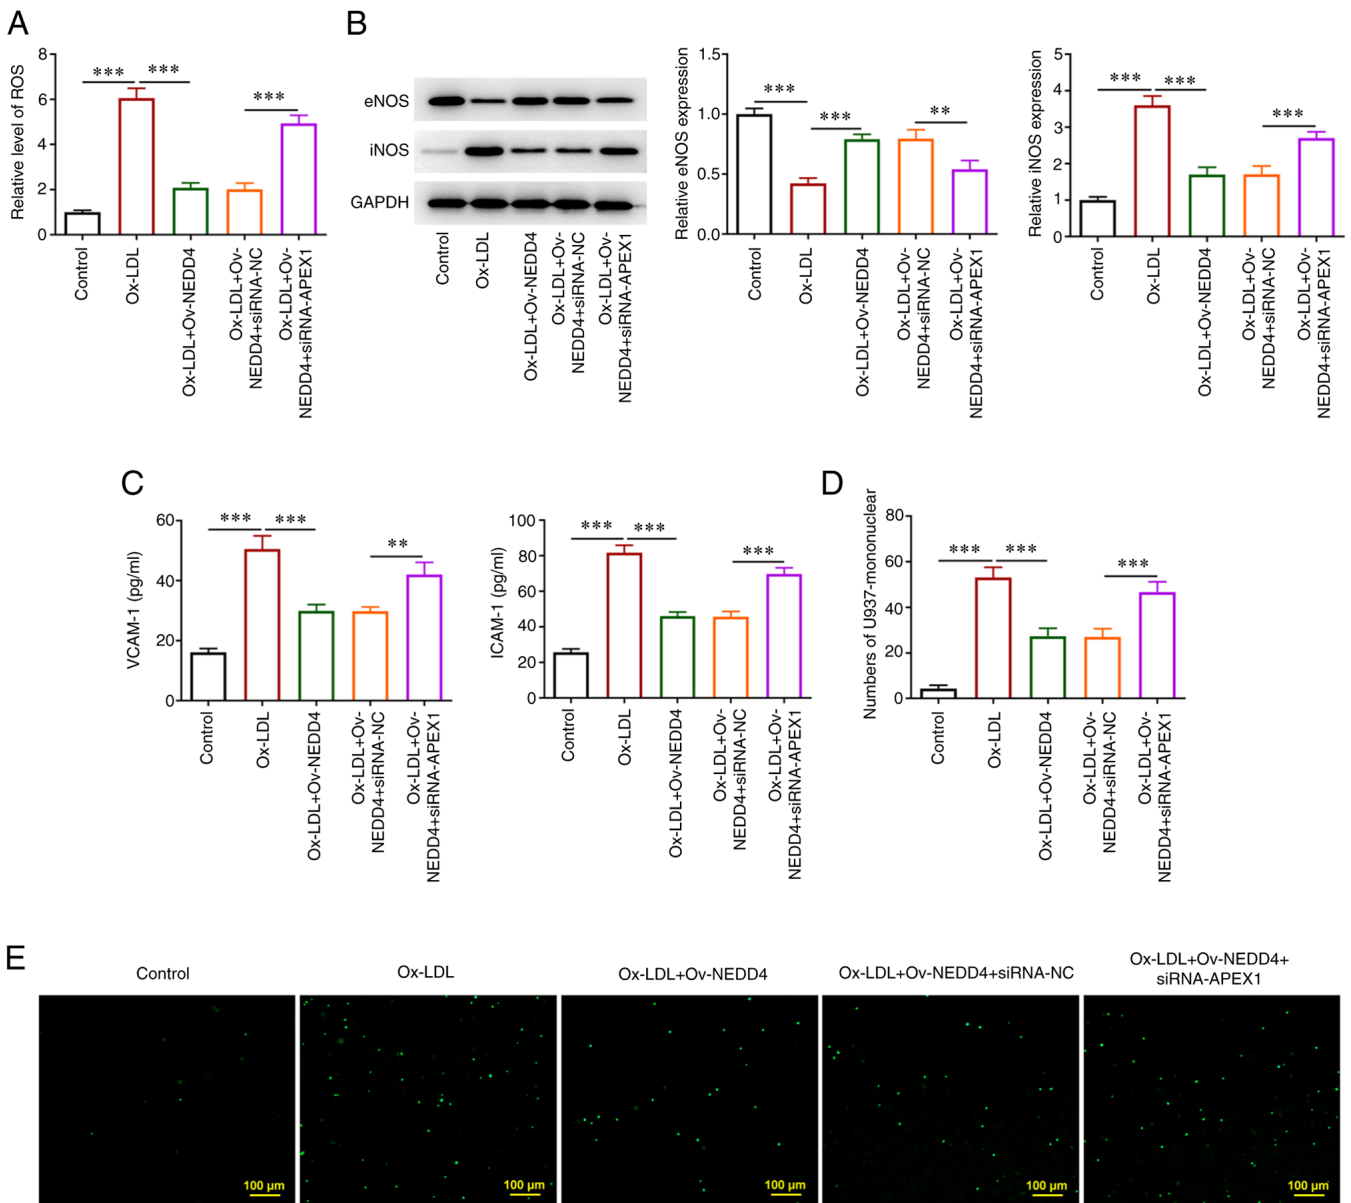 A
Relative level of ROS
8
6
4
2
0
***
***
***
Control
Ox-LDL
Ox-LDL+Ov-NEDD4
Ox-LDL+Ov-
NEDD4+siRNA-NC
Ox-LDL+Ov-
NEDD4+siRNA-APEX1
B
eNOS
iNOS
GAPDH
Control
Ox-LDL
Ox-LDL+Ov-NEDD4
Ox-LDL+Ov-
NEDD4+siRNA-NC
Ox-LDL+Ov-
NEDD4+siRNA-APEX1
Relative eNOS expression
1.5
1.0
0.5
0.0
***
***
**
Control
Ox-LDL
Ox-LDL+Ov-NEDD4
Ox-LDL+Ov-
NEDD4+siRNA-NC
Ox-LDL+Ov-
NEDD4+siRNA-APEX1
Relative iNOS expression
5
4
3
2
1
0
***
***
***
Control
Ox-LDL
Ox-LDL+Ov-NEDD4
Ox-LDL+Ov-
NEDD4+siRNA-NC
Ox-LDL+Ov-
NEDD4+siRNA-APEX1
C
VCAM-1 (pg/ml)
60
40
20
0
***
***
**
Control
Ox-LDL
Ox-LDL+Ov-NEDD4
Ox-LDL+Ov-
NEDD4+siRNA-NC
Ox-LDL+Ov-
NEDD4+siRNA-APEX1
ICAM-1 (pg/ml)
100
80
60
40
20
0
***
***
***
Control
Ox-LDL
Ox-LDL+Ov-NEDD4
Ox-LDL+Ov-
NEDD4+siRNA-NC
Ox-LDL+Ov-
NEDD4+siRNA-APEX1
D
Numbers of U937-mononuclear
80
60
40
20
0
***
***
***
Control
Ox-LDL
Ox-LDL+Ov-NEDD4
Ox-LDL+Ov-
NEDD4+siRNA-NC
Ox-LDL+Ov-
NEDD4+siRNA-APEX1
E
Control
Ox-LDL
Ox-LDL+Ov-NEDD4
Ox-LDL+Ov-NEDD4+siRNA-NC
Ox-LDL+Ov-NEDD4+
siRNA-APEX1
100 μm
100 μm
100 μm
100 μm
100 μm